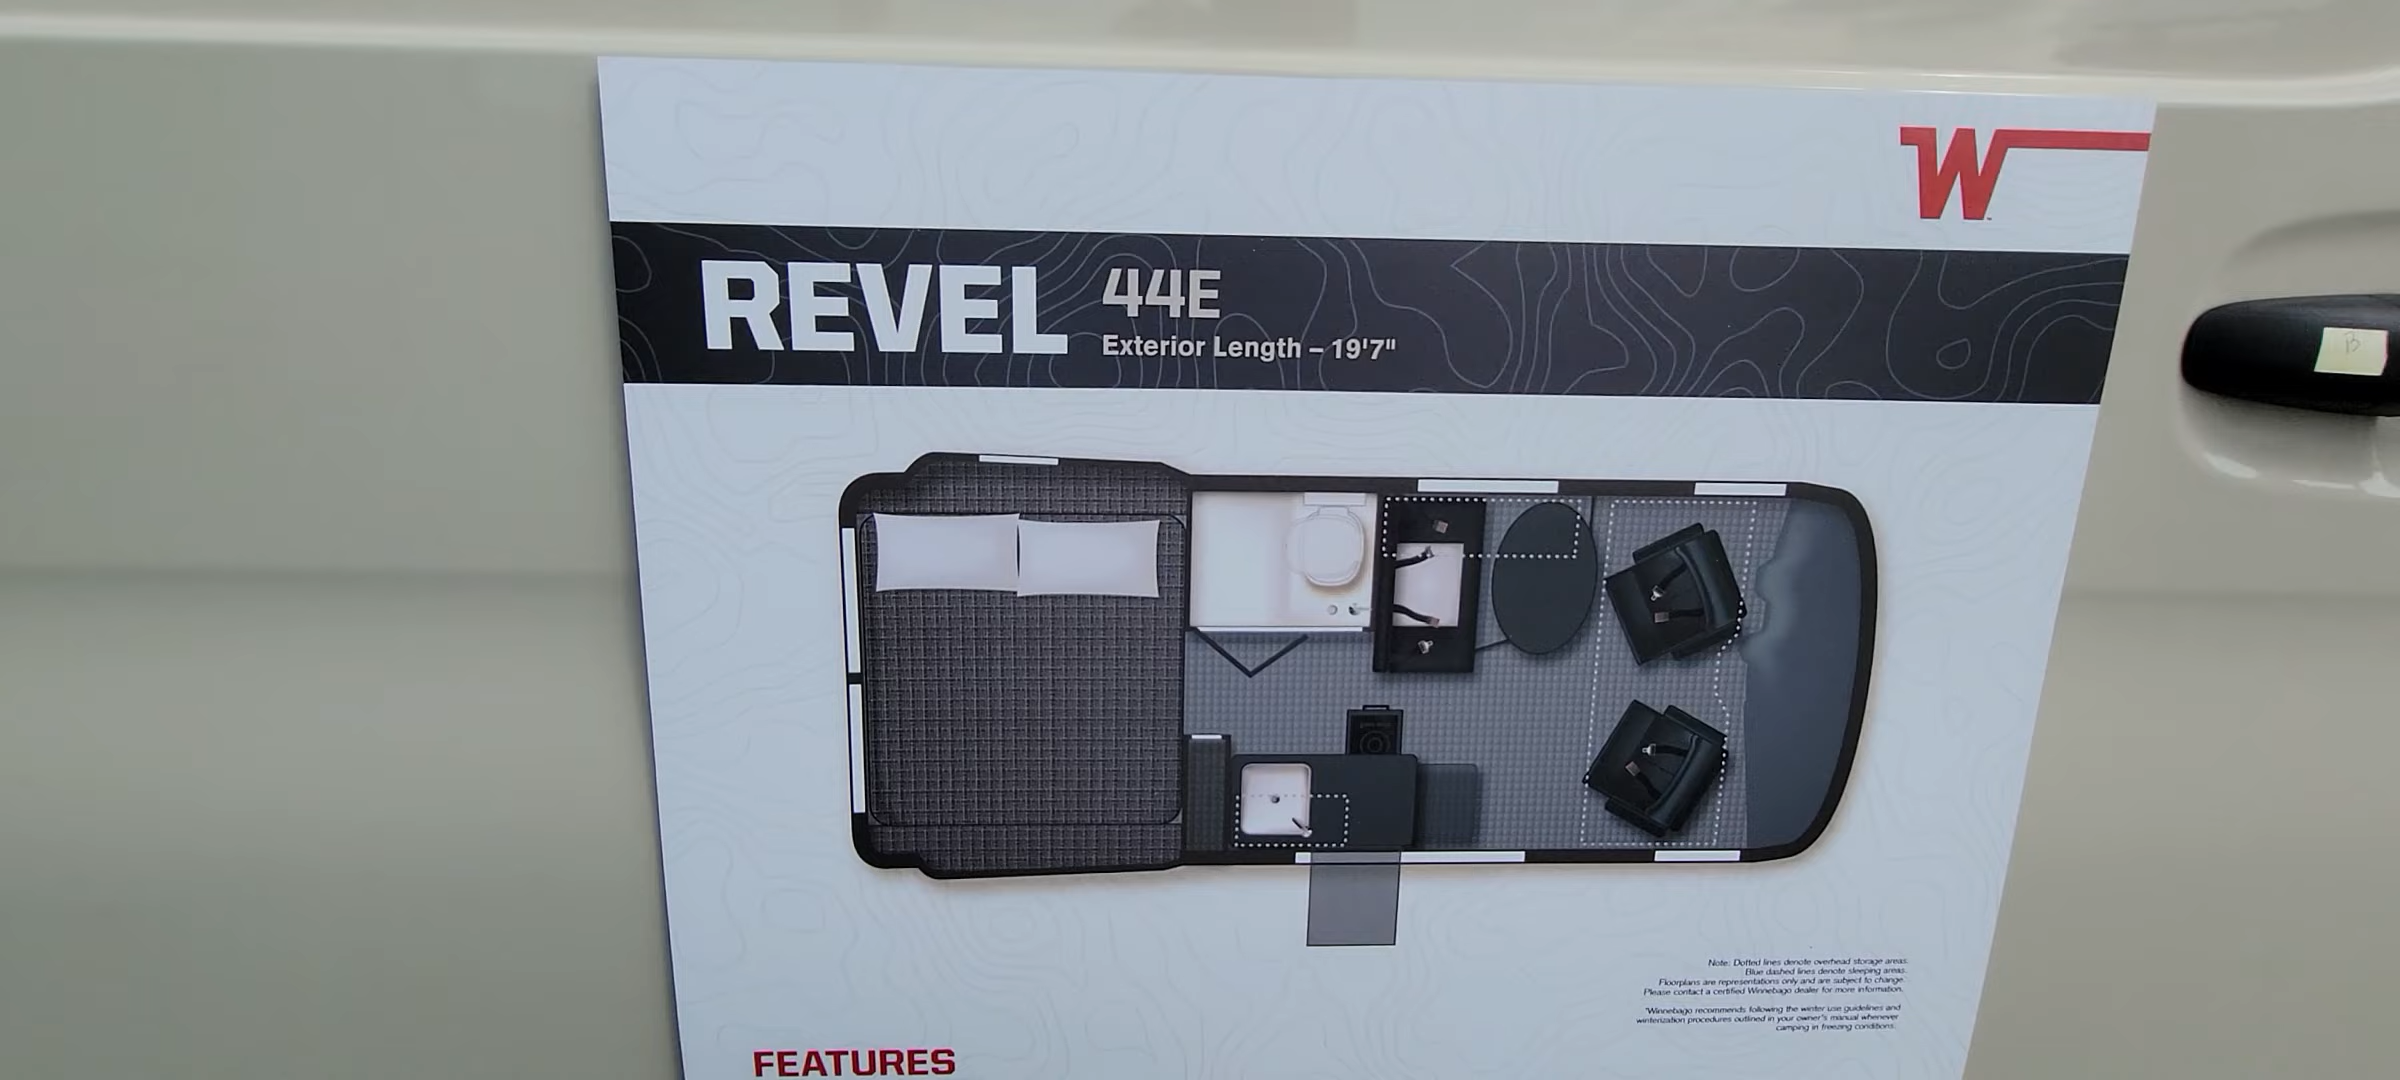 W
REVEL
44E
Exterior Length – 19'7"
Note: Dotted lines denote overhead storage areas.
Blue dashed lines denote sleeping areas.
Floorplans are representations only and are subject to change.
Please contact a certified Winnebago dealer for more information.
*Winnebago recommends following the winter use guidelines and
winterization procedures outlined in your owner's manual whenever
camping in freezing conditions.
FEATURES